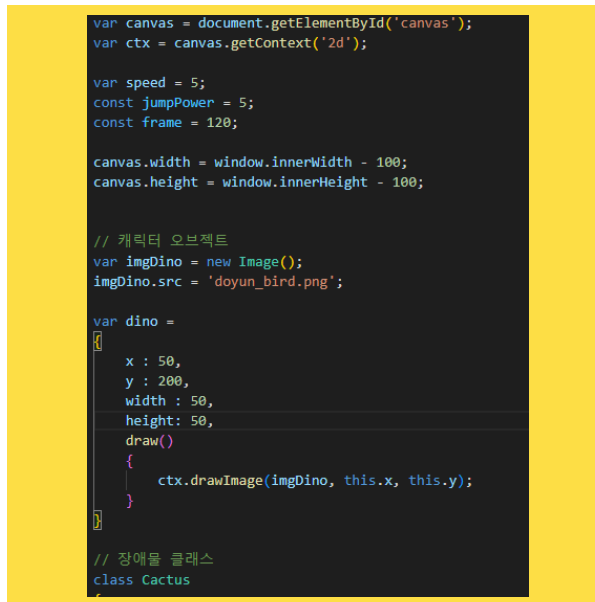 var canvas = document.getElementById('canvas');
var ctx = canvas.getContext('2d');
var speed = 5;
const jumpPower = 5;
const frame = 120;
canvas.width = window.innerWidth - 100;
canvas.height = window.innerHeight - 100;
// 캐릭터 오브젝트
var imgDino = new Image();
imgDino.src = 'doyun_bird.png';
var dino =
{
x : 50,
y : 200,
width : 50,
height: 50,
draw()
{
ctx.drawImage(imgDino, this.x, this.y);
}
}
// 장애물 클래스
class Cactus
{